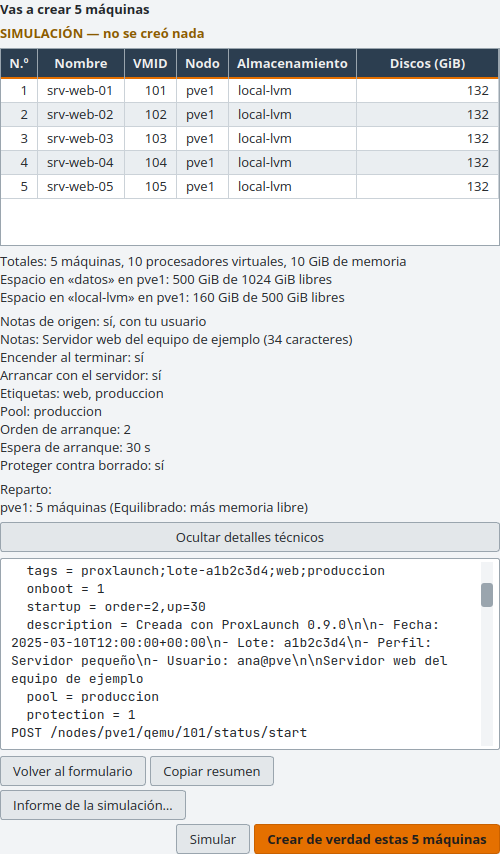 Vas a crear 5 máquinas
SIMULACIÓN — no se creó nada
N.º Nombre VMID Nodo Almacenamiento Discos (GiB)
1 srv-web-01 101 pve1 local-lvm 132
2 srv-web-02 102 pve1 local-lvm 132
3 srv-web-03 103 pve1 local-lvm 132
4 srv-web-04 104 pve1 local-lvm 132
5 srv-web-05 105 pve1 local-lvm 132
Totales: 5 máquinas, 10 procesadores virtuales, 10 GiB de memoria
Espacio en «datos» en pve1: 500 GiB de 1024 GiB libres
Espacio en «local-lvm» en pve1: 160 GiB de 500 GiB libres
Notas de origen: sí, con tu usuario
Notas: Servidor web del equipo de ejemplo (34 caracteres)
Encender al terminar: sí
Arrancar con el servidor: sí
Etiquetas: web, produccion
Pool: produccion
Orden de arranque: 2
Espera de arranque: 30 s
Proteger contra borrado: sí
Reparto:
pve1: 5 máquinas (Equilibrado: más memoria libre)
Ocultar detalles técnicos
tags = proxlaunch;lote-a1b2c3d4;web;produccion
onboot = 1
startup = order=2,up=30
description = Creada con ProxLaunch 0.9.0\n\n- Fecha:
2025-03-10T12:00:00+00:00\n- Lote: a1b2c3d4\n- Perfil:
Servidor pequeño\n- Usuario: ana@pve\n\nServidor web del
equipo de ejemplo
pool = produccion
protection = 1
POST /nodes/pve1/qemu/101/status/start
Volver al formulario Copiar resumen
Informe de la simulación...
Simular Crear de verdad estas 5 máquinas